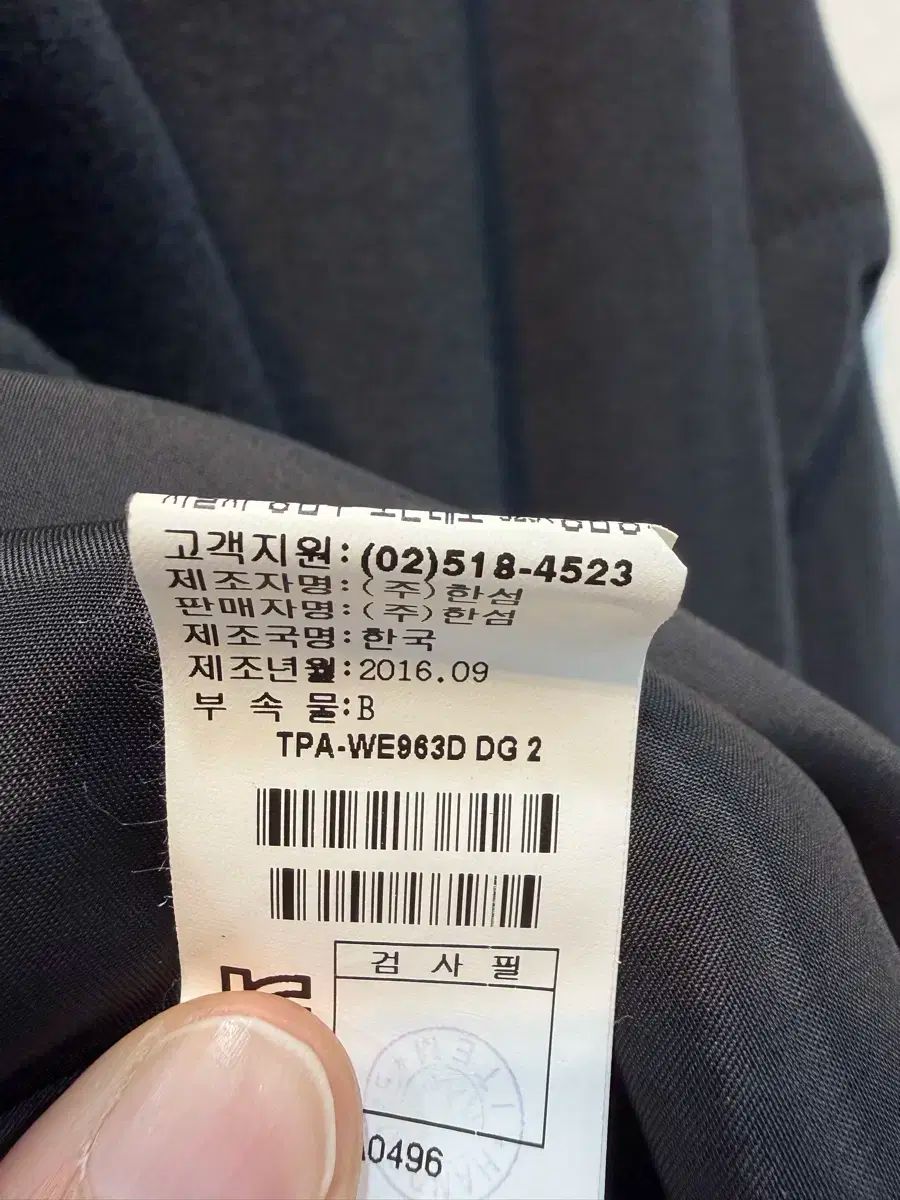 고객지원:(02)518-4523
제조자명:(주)한섬
판매자명:(주)한섬
제조국명:한국
제조년월:2016.09
부 속 물:B
TPA-WE963D DG 2
검 사 필
0496